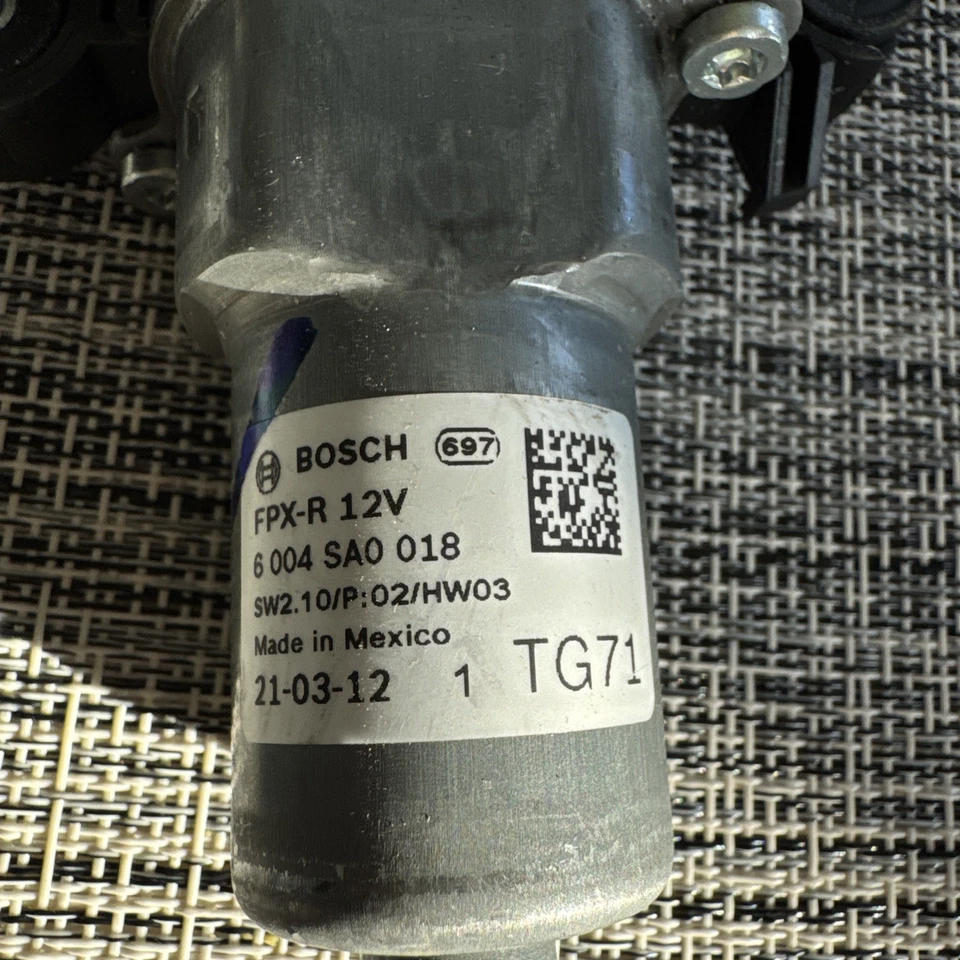 BOSCH 697
FPX-R 12V
6 004 SA0 018
SW2.10/P:02/HW03
Made in Mexico
21-03-12 1 TG71